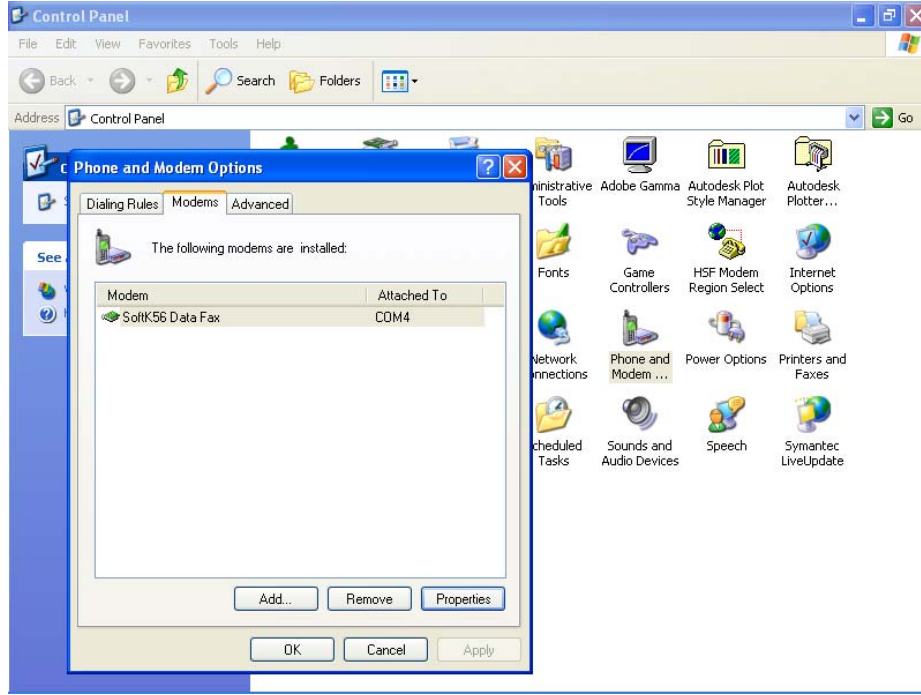 Control Panel
File Edit View Favorites Tools Help
Back Search Folders
Address Control Panel Go
Phone and Modem Options
Dialing Rules Modems Advanced
The following modems are installed:
Modem Attached To
SoftK56 Data Fax COM4
Add... Remove Properties
OK Cancel Apply
See
Tools
Adobe Gamma
Autodesk Plot
Style Manager
Autodesk
Plotter...
Fonts
Game
Controllers
HSF Modem
Region Select
Internet
Options
Phone and
Modem ...
Power Options
Printers and
Faxes
Tasks
Sounds and
Audio Devices
Speech
Symantec
LiveUpdate